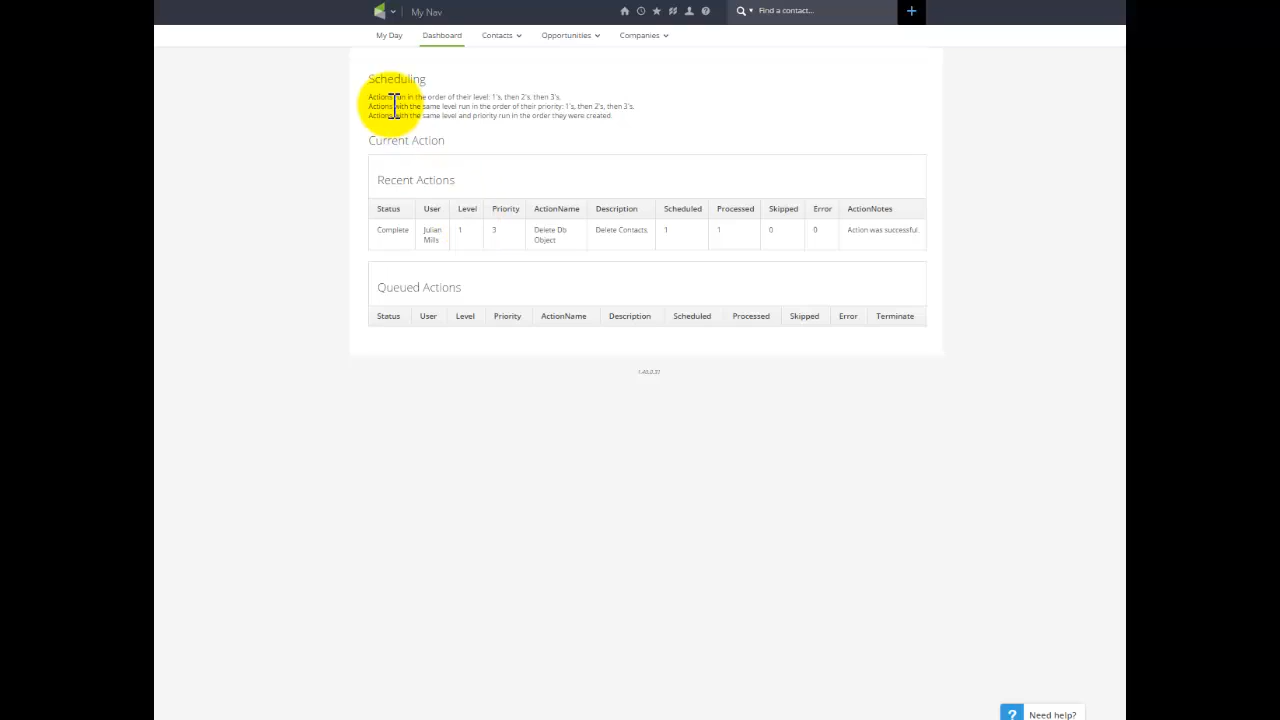 My Nav
Find a contact...
+
My Day Dashboard Contacts Opportunities Companies
Scheduling
Actions run in the order of their level: 1's, then 2's, then 3's.
Actions with the same level run in the order of their priority: 1's, then 2's, then 3's.
Actions with the same level and priority run in the order they were created.
Current Action
Recent Actions
Status User Level Priority ActionName Description Scheduled Processed Skipped Error ActionNotes
Complete Julian Mills 1 3 Delete Db Object Delete Contacts. 1 1 0 0 Action was successful.
Queued Actions
Status User Level Priority ActionName Description Scheduled Processed Skipped Error Terminate
? Need help?